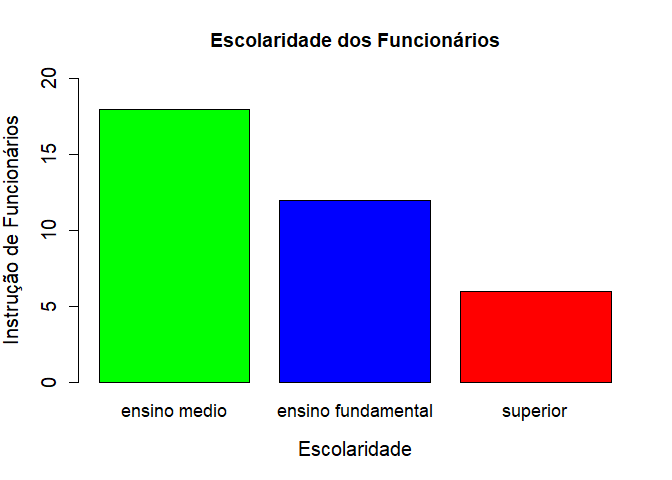 Escolaridade dos Funcionários
Instrução de Funcionários
20
15
10
5
0
ensino medio
ensino fundamental
superior
Escolaridade